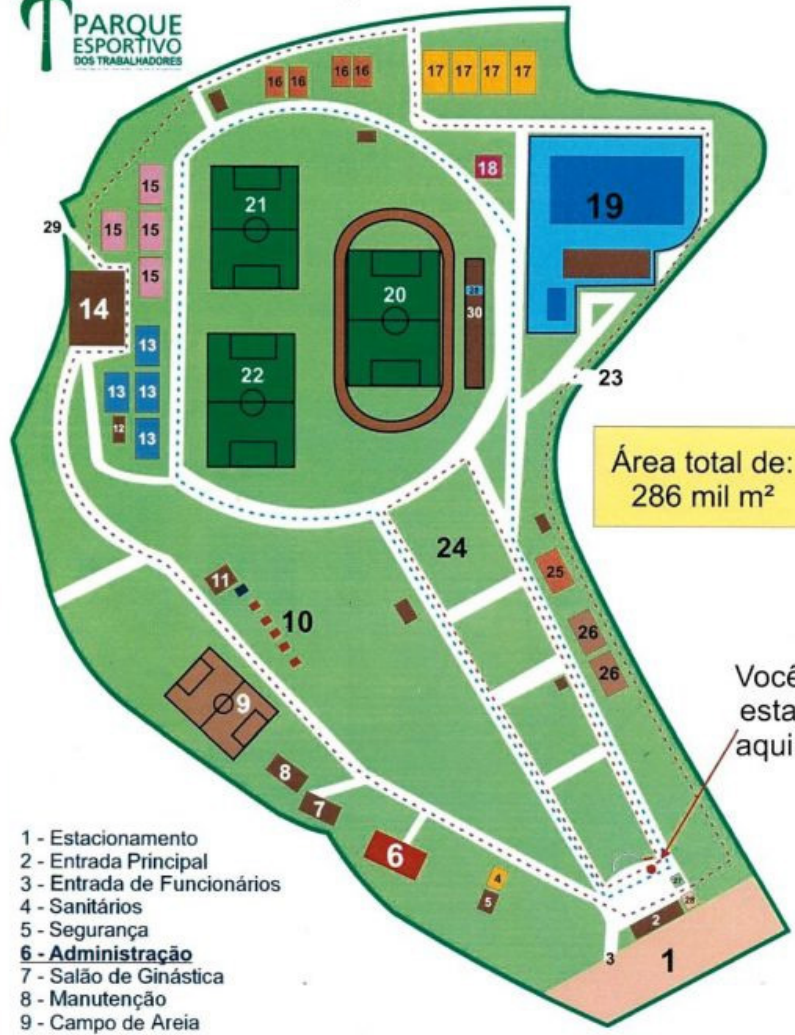 PARQUE
ESPORTIVO
DOS TRABALHADORES
16 16
16 16
17 17 17 17
18
19
15
15 15
15
21
20
29
14
30
22
13
13 13
12
13
23
Área total de:
286 mil m²
24
25
11
10
26
26
9
Você
esta
aqui
8
7
6
4
5
2
3
1
1 - Estacionamento
2 - Entrada Principal
3 - Entrada de Funcionários
4 - Sanitários
5 - Segurança
6 - Administração
7 - Salão de Ginástica
8 - Manutenção
9 - Campo de Areia